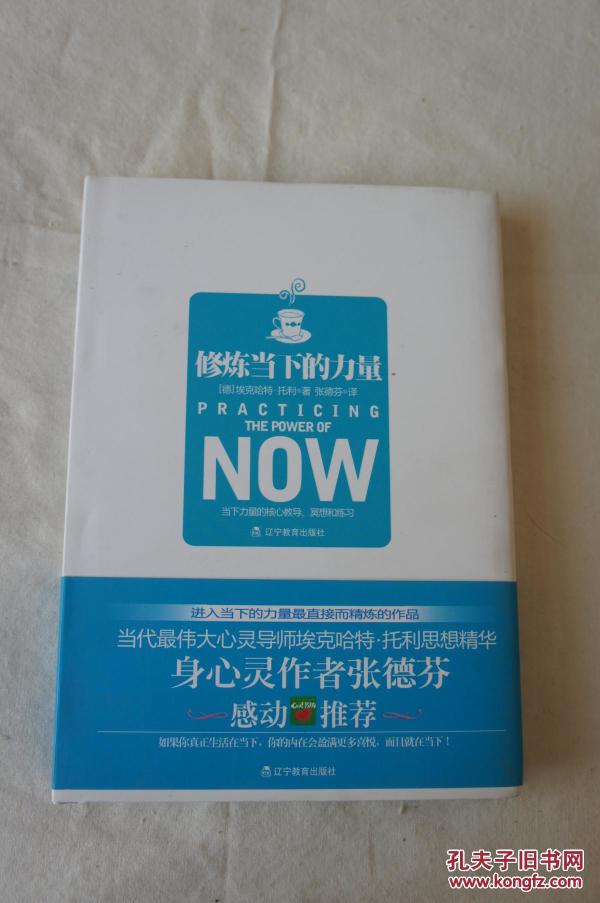 修炼当下的力量
[德]埃克哈特·托利◎著 张德芬◎译
PRACTICING
THE POWER OF
NOW
当下力量的核心教导、冥想和练习
辽宁教育出版社
进入当下的力量最直接而精炼的作品
当代最伟大心灵导师埃克哈特·托利思想精华
身心灵作者张德芬
感动 心灵书坊 推荐
如果你真正生活在当下，你的内在会盈满更多喜悦，而且就在当下！
辽宁教育出版社
孔夫子旧书网
www.kongfz.com